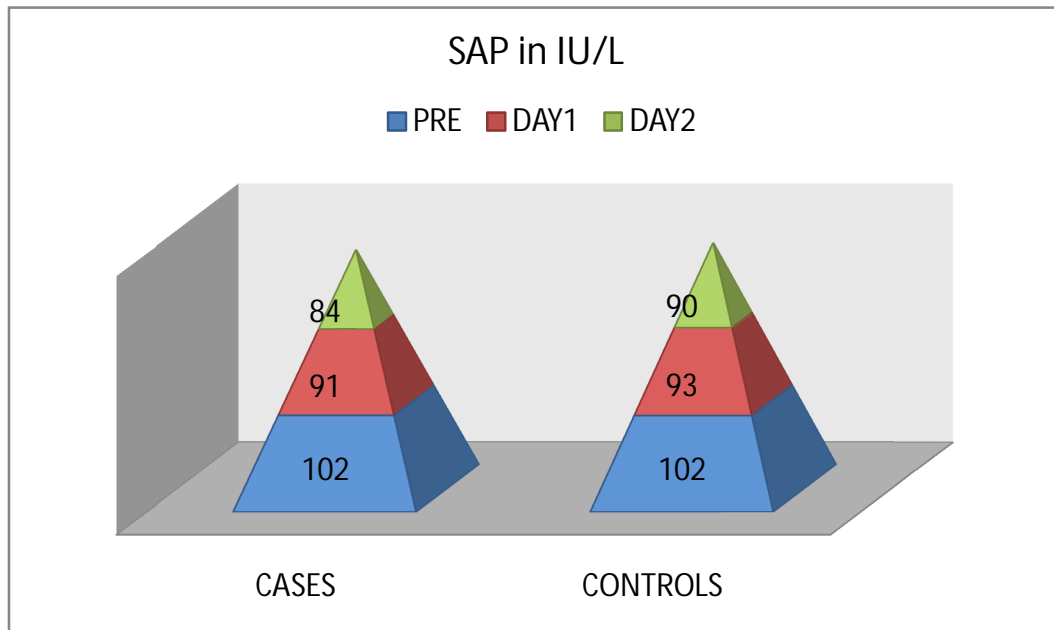 SAP in IU/L
PRE DAY1 DAY2
84 90
91 93
102 102
CASES CONTROLS